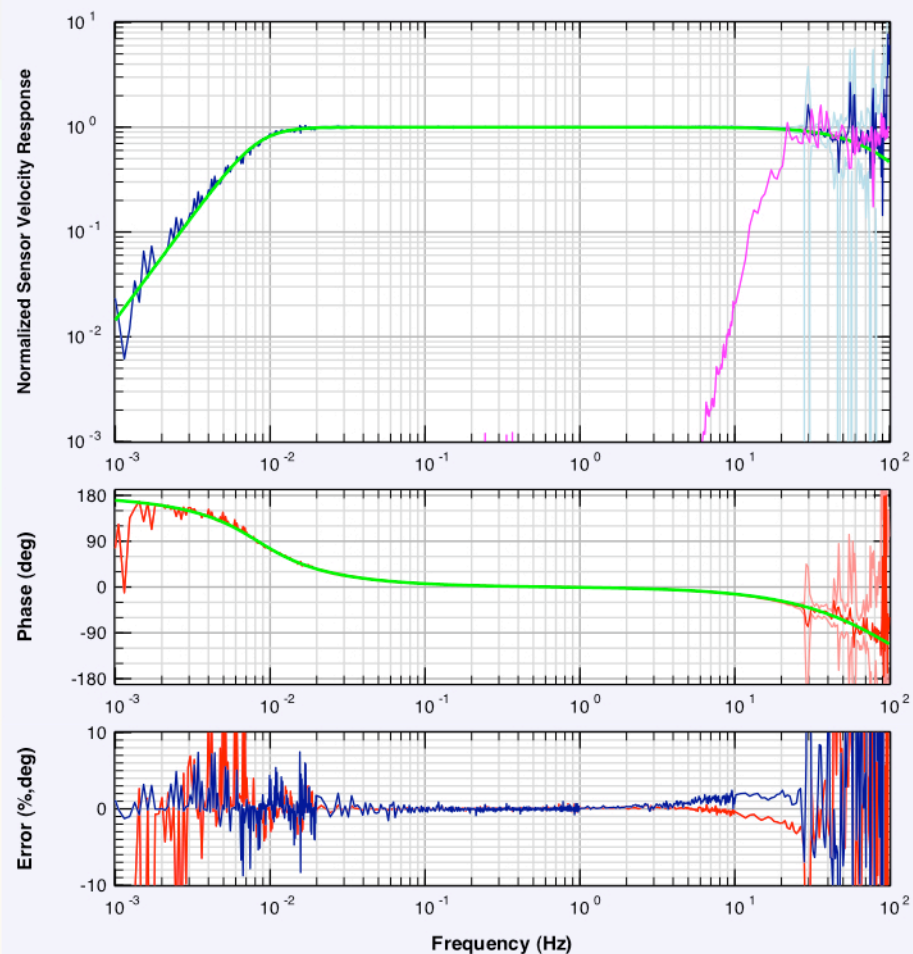 Normalized Sensor Velocity Response
10^1
10^0
10^-1
10^-2
10^-3
10^-3 10^-2 10^-1 10^0 10^1 10^2
Phase (deg)
180
90
0
-90
-180
10^-3 10^-2 10^-1 10^0 10^1 10^2
Error (%,deg)
10
0
-10
10^-3 10^-2 10^-1 10^0 10^1 10^2
Frequency (Hz)